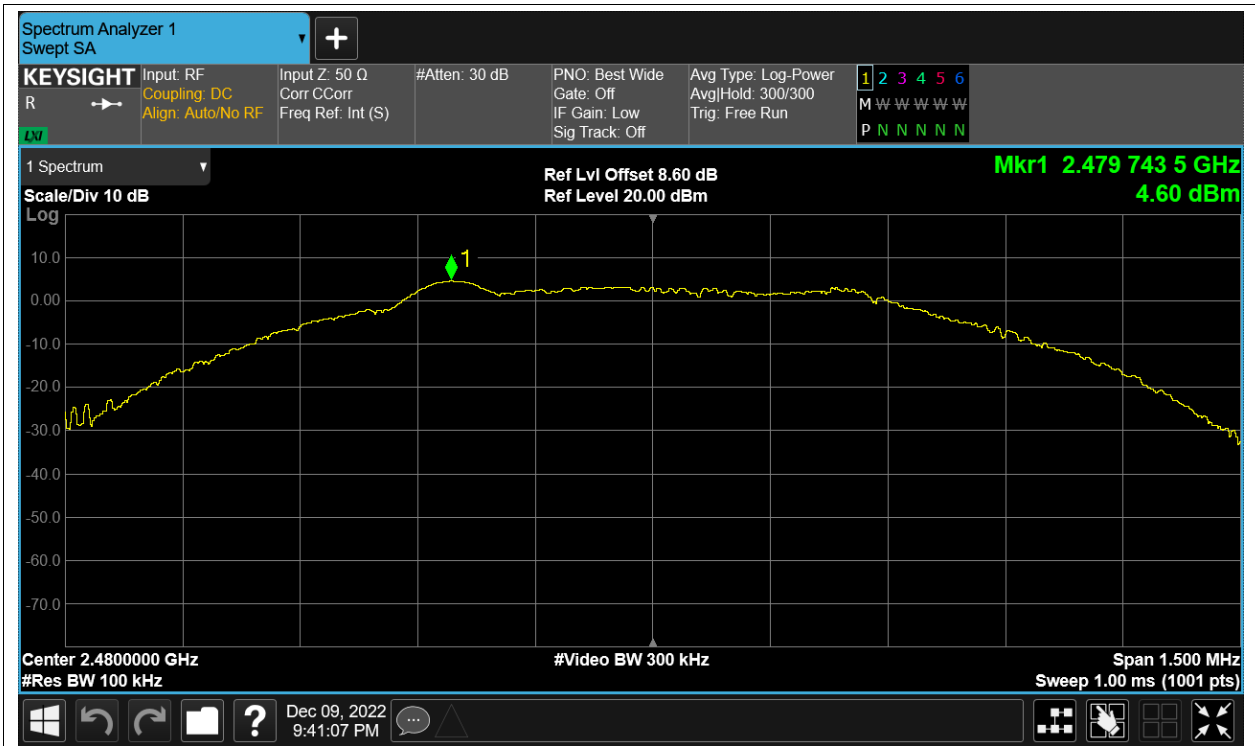 Spectrum Analyzer 1
Swept SA
KEYSIGHT
R
LXI
Input: RF
Coupling: DC
Align: Auto/No RF
Input Z: 50 Ω
Corr CCorr
Freq Ref: Int (S)
#Atten: 30 dB
PNO: Best Wide
Gate: Off
IF Gain: Low
Sig Track: Off
Avg Type: Log-Power
Avg|Hold: 300/300
Trig: Free Run
1 2 3 4 5 6
M W W W W W
P N N N N N
1 Spectrum
Scale/Div 10 dB
Log
Ref Lvl Offset 8.60 dB
Ref Level 20.00 dBm
Mkr1 2.479 743 5 GHz
4.60 dBm
1
10.0
0.00
-10.0
-20.0
-30.0
-40.0
-50.0
-60.0
-70.0
Center 2.4800000 GHz
#Res BW 100 kHz
#Video BW 300 kHz
Span 1.500 MHz
Sweep 1.00 ms (1001 pts)
?
Dec 09, 2022
9:41:07 PM